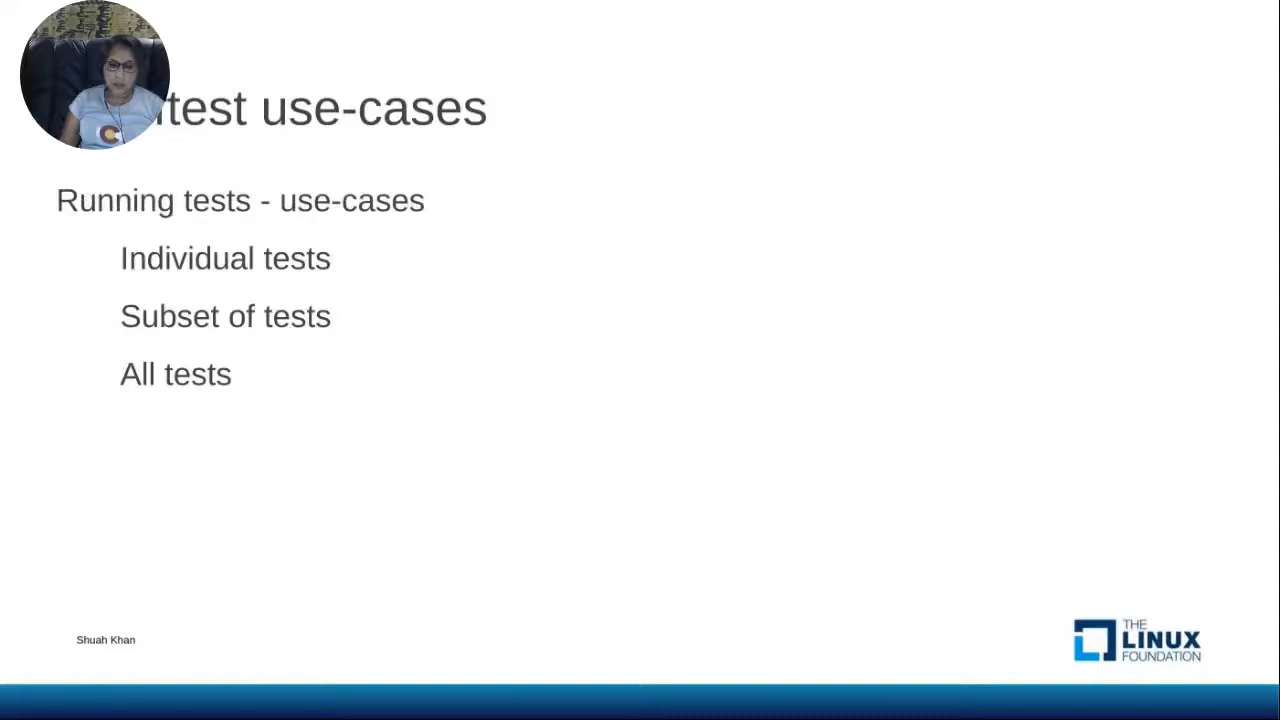 test use-cases
Running tests - use-cases
Individual tests
Subset of tests
All tests
Shuah Khan
THE
LINUX
FOUNDATION